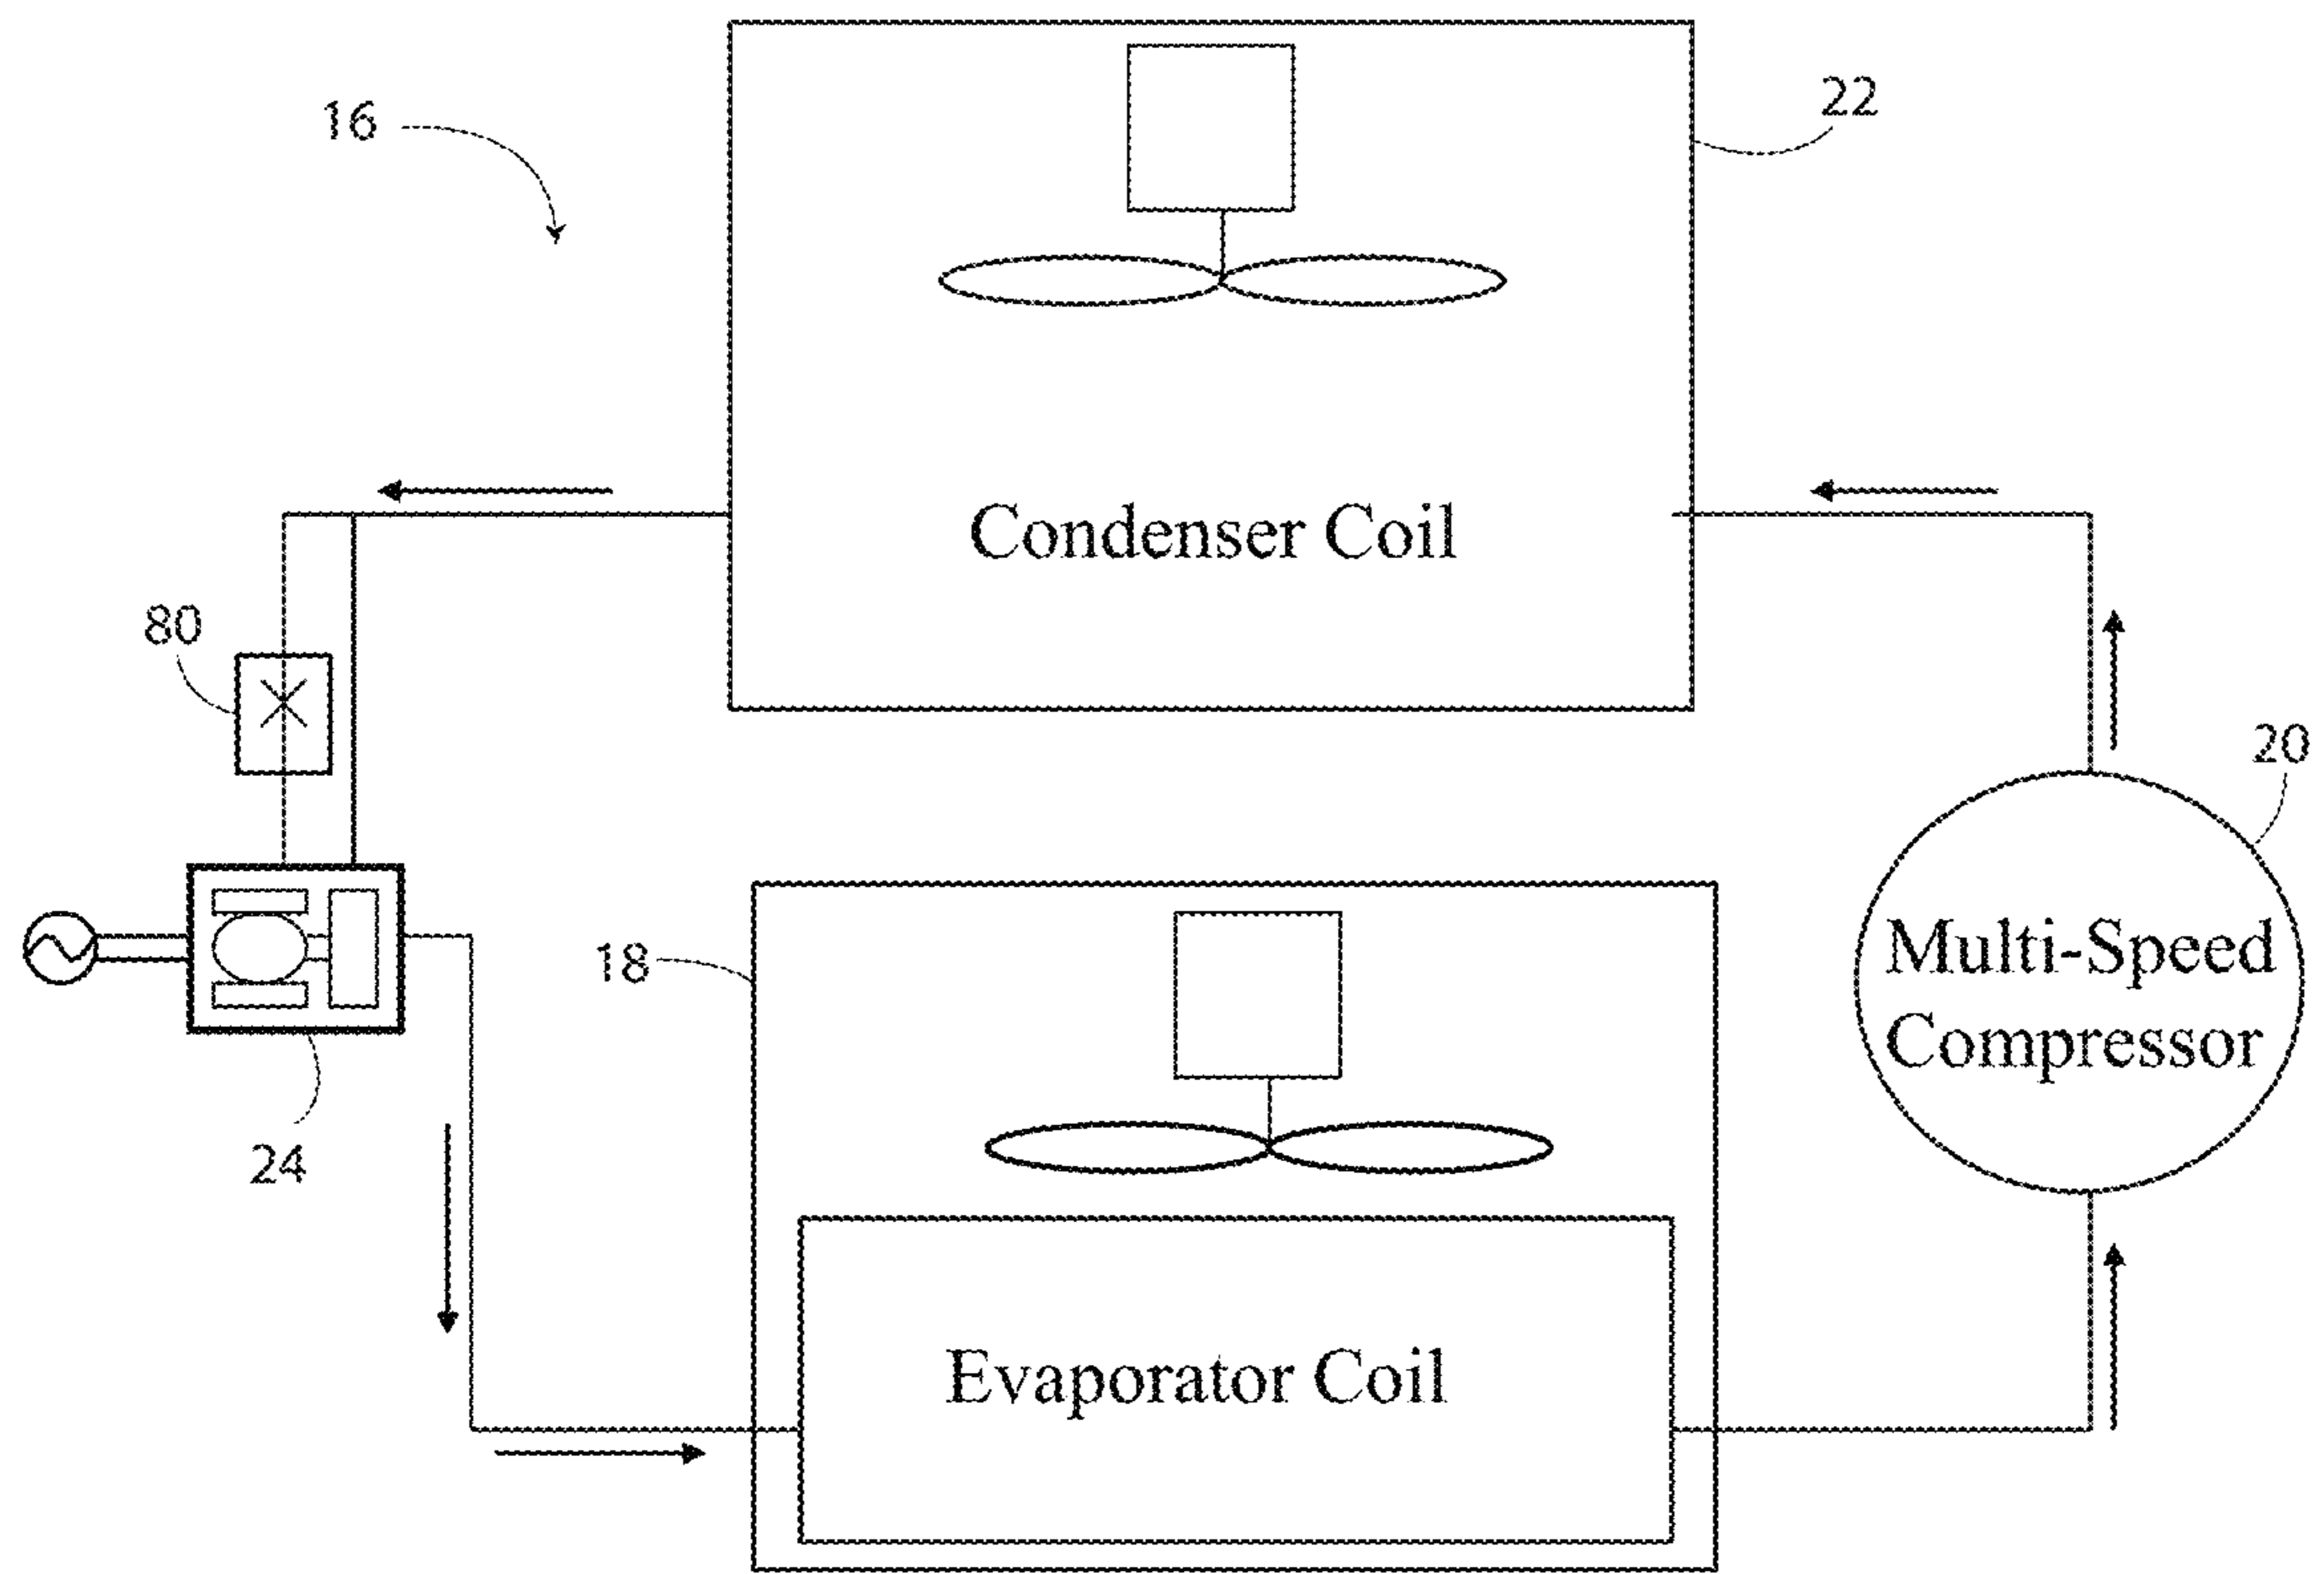 16
22
Condenser Coil
80
20
Multi-Speed
Compressor
18
24
Evaporator Coil